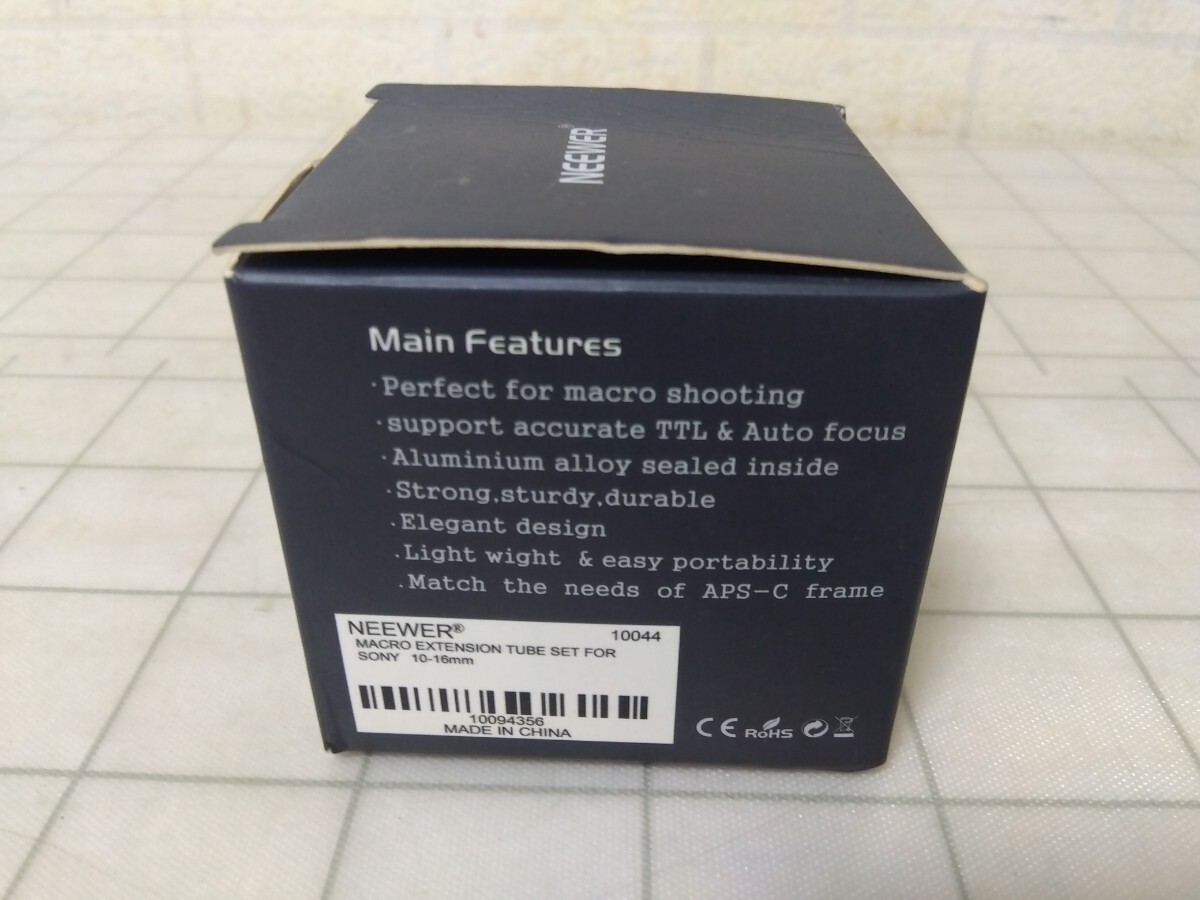 NEEWER®
Main Features
·Perfect for macro shooting
·support accurate TTL & Auto focus
·Aluminium alloy sealed inside
·Strong,sturdy,durable
·Elegant design
·Light wight & easy portability
·Match the needs of APS-C frame
NEEWER® 10044
MACRO EXTENSION TUBE SET FOR
SONY 10-16mm
10094356
MADE IN CHINA
CE RoHS